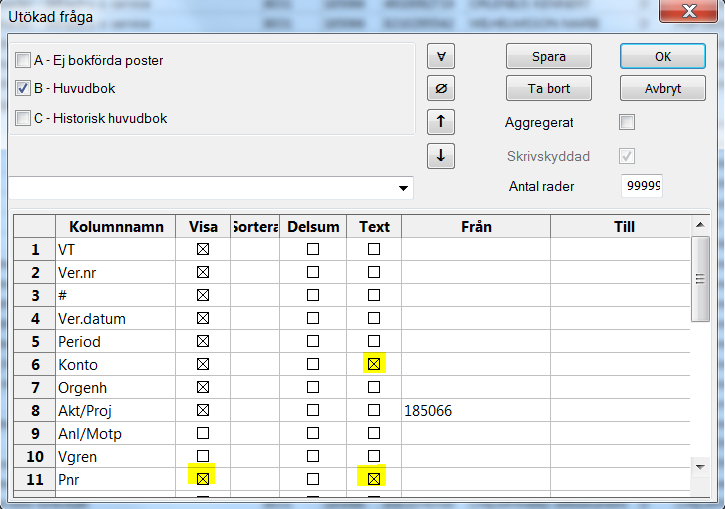 Utökad fråga
A - Ej bokförda poster
B - Huvudbok
C - Historisk huvudbok
∀
Ø
Spara
OK
Ta bort
Avbryt
Aggregerat
Skrivskyddad
Antal rader 99999
Kolumnnamn Visa Sortera Delsum Text Från Till
1 VT
2 Ver.nr
3 #
4 Ver.datum
5 Period
6 Konto
7 Orgenh
8 Akt/Proj 185066
9 Anl/Motp
10 Vgren
11 Pnr